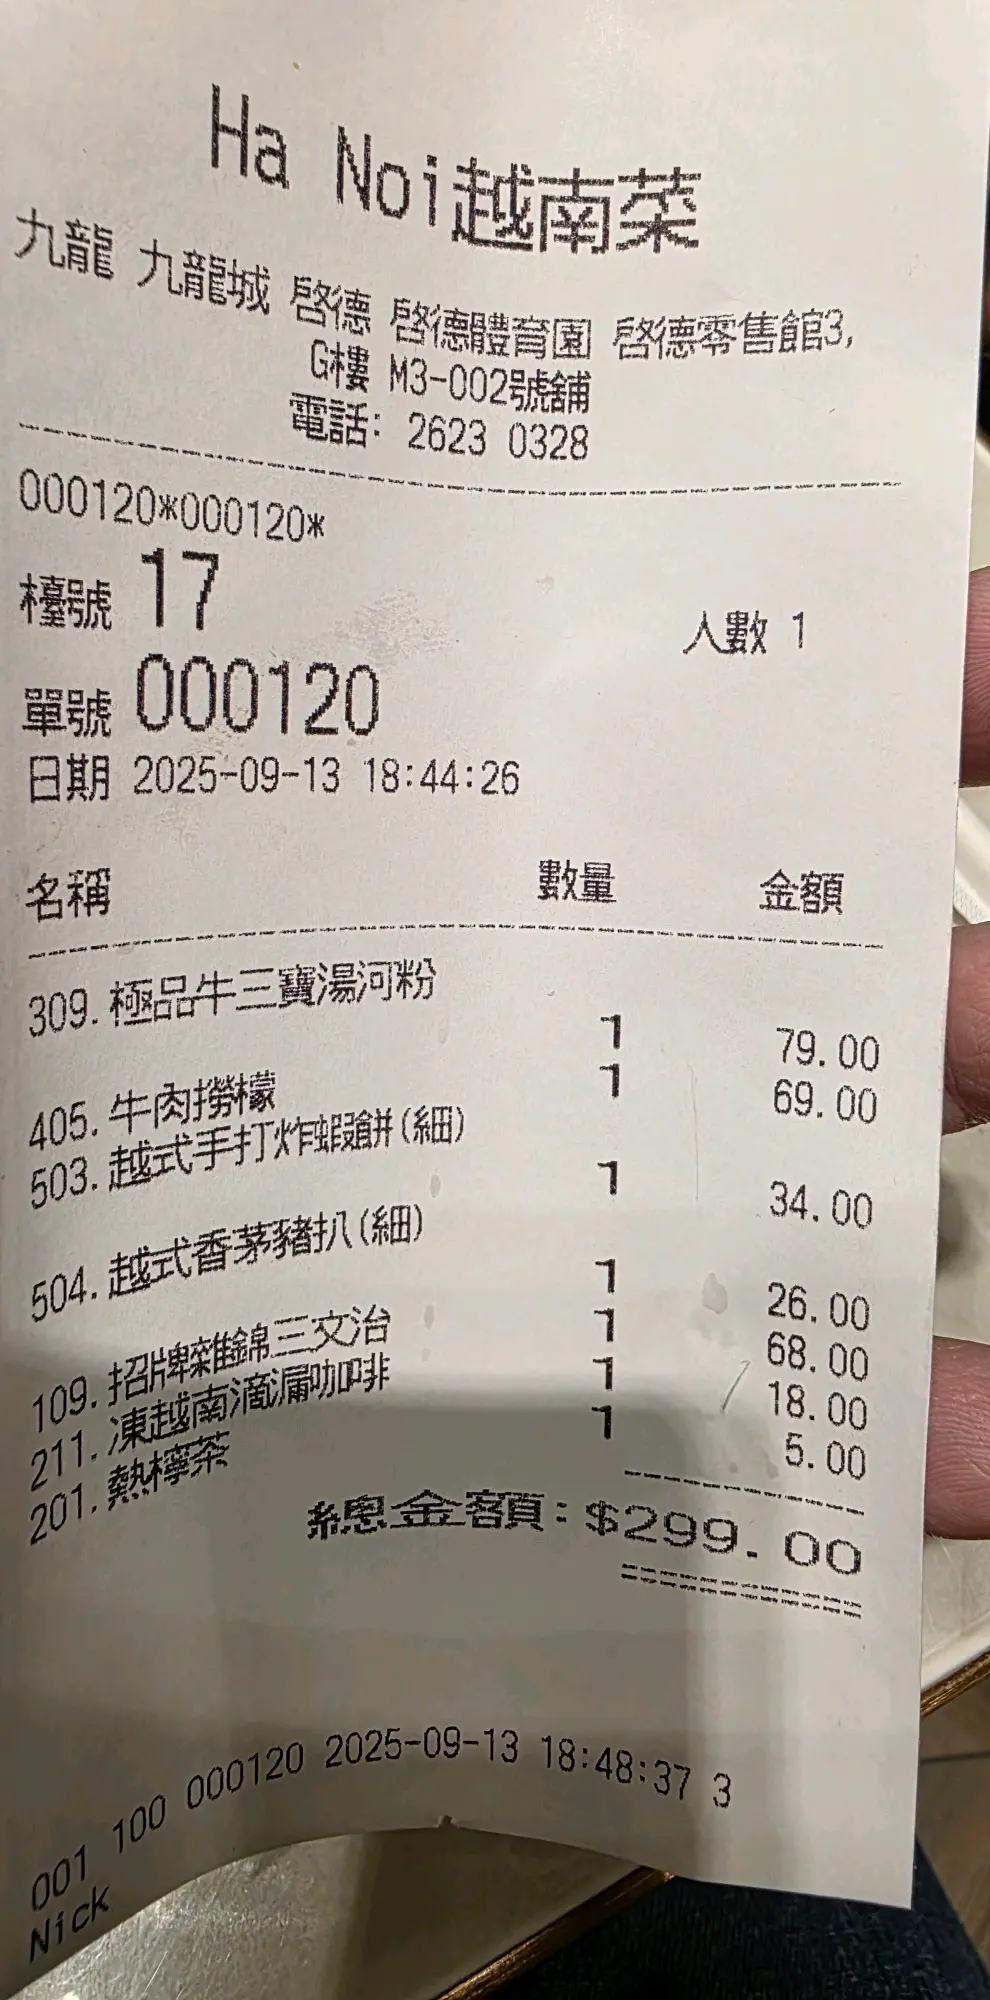 Ha Noi越南菜
九龍 九龍城 啓德 啓德體育園 啓德零售館3,
G樓 M3-002號舖
電話: 2623 0328
000120*000120*
檯號 17 人數 1
單號 000120
日期 2025-09-13 18:44:26
名稱 數量 金額
309. 極品牛三寶湯河粉
1 79.00
405. 牛肉撈檬 1 69.00
503. 越式手打炸蝦餅(細)
1 34.00
504. 越式香茅豬扒(細)
1 26.00
109. 招牌雜錦三文治 1 68.00
211. 凍越南滴漏咖啡 1 18.00
201. 熱檸茶 1 5.00
總金額:$299.00
001 100 000120 2025-09-13 18:48:37 3
Nick